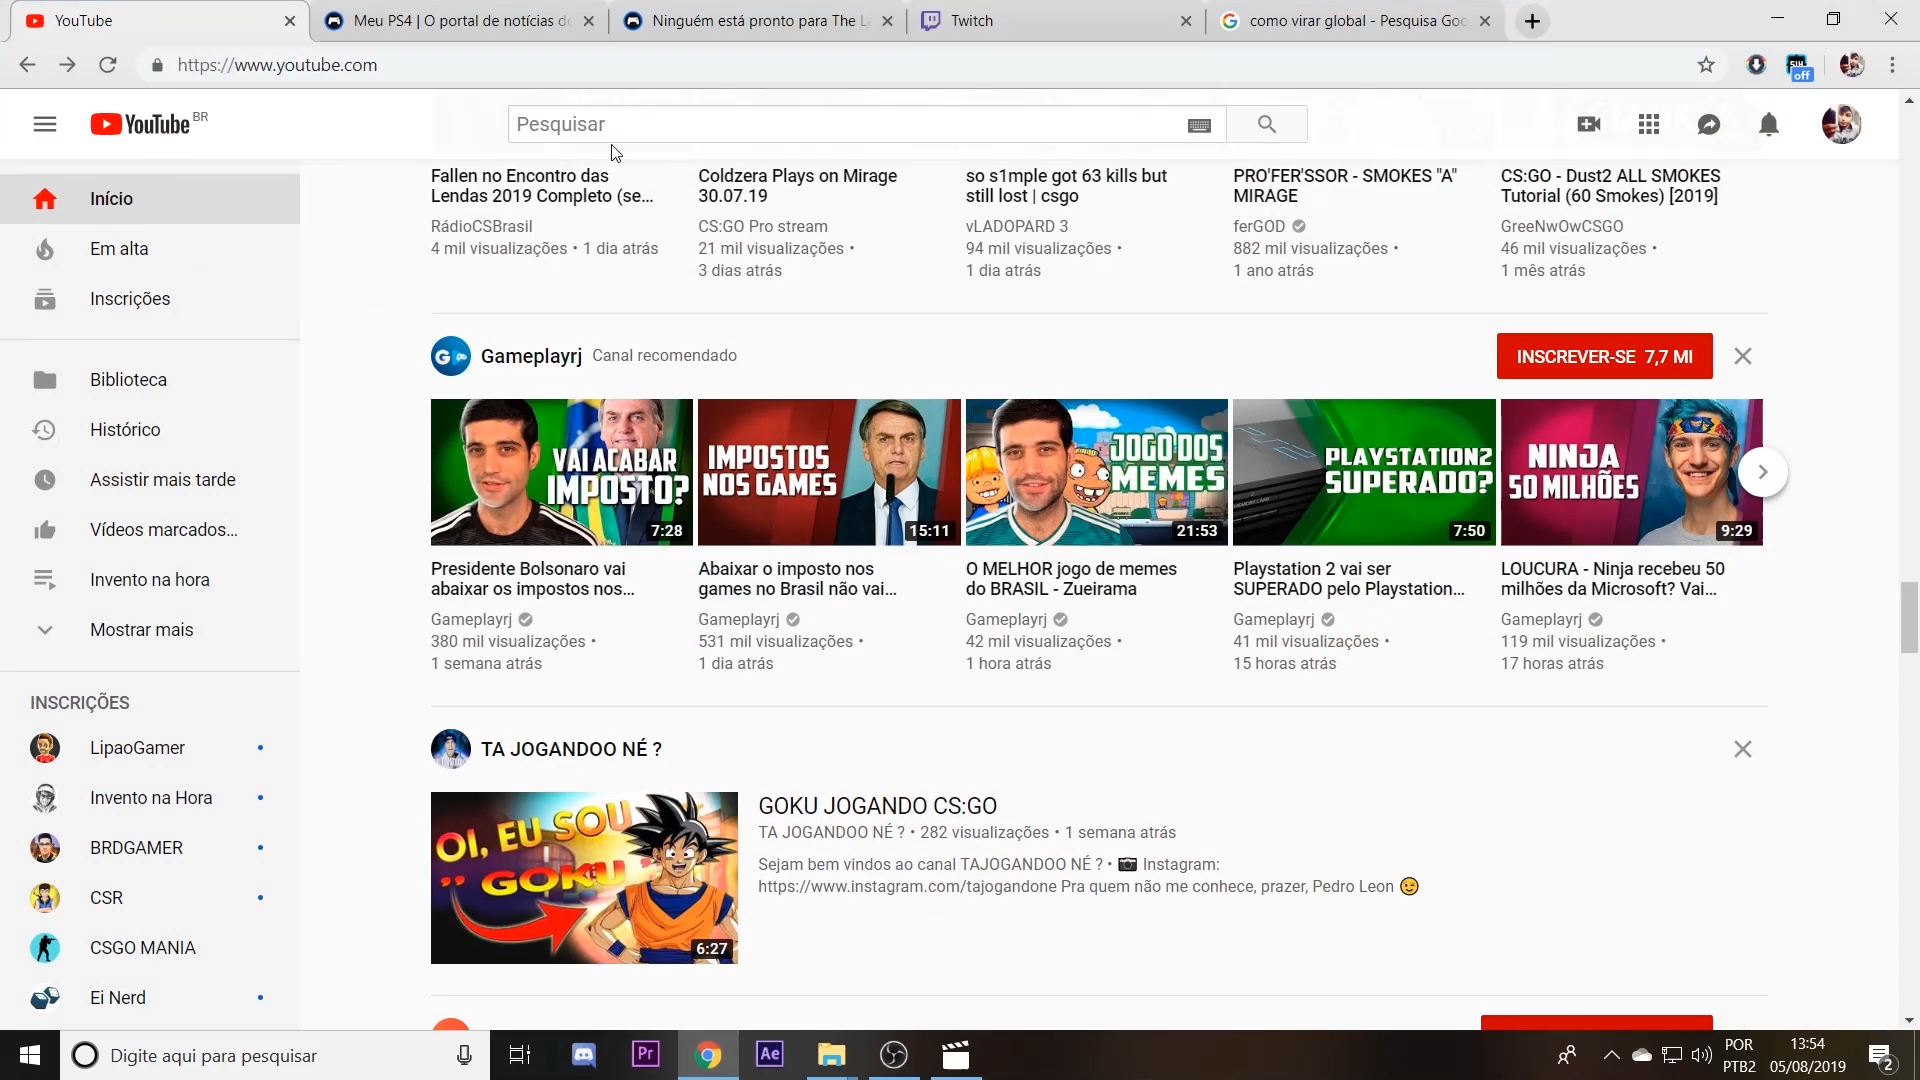 YouTube
Meu PS4 | O portal de notícias do
Ninguém está pronto para The L
Twitch
como virar global - Pesquisa Goo
https://www.youtube.com
off
YouTube BR
Pesquisar
Início
Em alta
Inscrições
Biblioteca
Histórico
Assistir mais tarde
Vídeos marcados...
Invento na hora
Mostrar mais
INSCRIÇÕES
LipaoGamer
Invento na Hora
BRDGAMER
CSR
CSGO MANIA
Ei Nerd
Fallen no Encontro das
Lendas 2019 Completo (se...
RádioCSBrasil
4 mil visualizações • 1 dia atrás
Coldzera Plays on Mirage
30.07.19
CS:GO Pro stream
21 mil visualizações •
3 dias atrás
so s1mple got 63 kills but
still lost | csgo
vLADOPARD 3
94 mil visualizações •
1 dia atrás
PRO'FER'SSOR - SMOKES "A"
MIRAGE
ferGOD
882 mil visualizações •
1 ano atrás
CS:GO - Dust2 ALL SMOKES
Tutorial (60 Smokes) [2019]
GreeNwOwCSGO
46 mil visualizações •
1 mês atrás
Gameplayrj Canal recomendado
INSCREVER-SE 7,7 MI
VAI ACABAR
IMPOSTO?
7:28
IMPOSTOS
NOS GAMES
15:11
JOGO DOS
MEMES
21:53
PLAYSTATION2
SUPERADO?
7:50
NINJA
50 MILHÕES
9:29
Presidente Bolsonaro vai
abaixar os impostos nos...
Gameplayrj
380 mil visualizações •
1 semana atrás
Abaixar o imposto nos
games no Brasil não vai...
Gameplayrj
531 mil visualizações •
1 dia atrás
O MELHOR jogo de memes
do BRASIL - Zueirama
Gameplayrj
42 mil visualizações •
1 hora atrás
Playstation 2 vai ser
SUPERADO pelo Playstation...
Gameplayrj
41 mil visualizações •
15 horas atrás
LOUCURA - Ninja recebeu 50
milhões da Microsoft? Vai...
Gameplayrj
119 mil visualizações •
17 horas atrás
TA JOGANDOO NÉ ?
OI, EU SOU
" GOKU "
6:27
GOKU JOGANDO CS:GO
TA JOGANDOO NÉ ? • 282 visualizações • 1 semana atrás
Sejam bem vindos ao canal TAJOGANDOO NÉ ? • 📷 Instagram:
https://www.instagram.com/tajogandone Pra quem não me conhece, prazer, Pedro Leon 😉
Digite aqui para pesquisar
Pr
Ae
POR
PTB2
13:54
05/08/2019
2